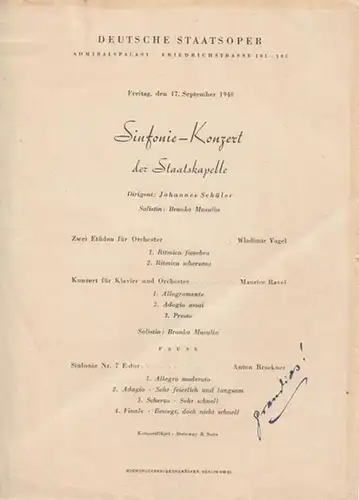 DEUTSCHE STAATSOPER
ADMIRALSPALAST · FRIEDRICHSTRASSE 101-102
Freitag, den 17. September 1948
Sinfonie-Konzert
der Staatskapelle
Dirigent: Johannes Schüler
Solistin: Branka Musulin
Zwei Etüden für Orchester Wladimir Vogel
1. Ritmica funebre
2. Ritmica scherzosa
Konzert für Klavier und Orchester Maurice Ravel
1. Allegramente
2. Adagio assai
3. Presto
Solistin: Branka Musulin
PAUSE
Sinfonie Nr. 7 E-dur Anton Bruckner
1. Allegro moderato
2. Adagio - Sehr feierlich und langsam
3. Scherzo - Sehr schnell
4. Finale - Bewegt, doch nicht schnell
grandios!
Konzertflügel: Steinway & Sons